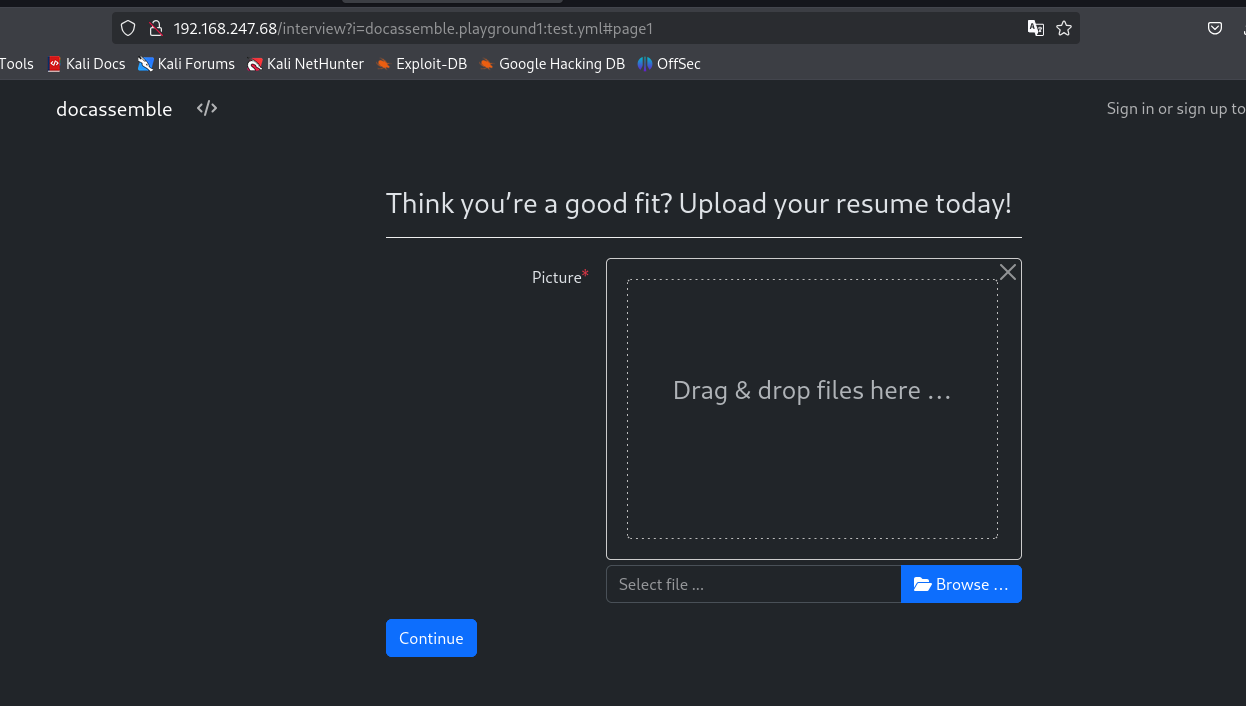 192.168.247.68/interview?i=docassemble.playground1:test.yml#page1
Tools Kali Docs Kali Forums Kali NetHunter Exploit-DB Google Hacking DB OffSec
docassemble </> Sign in or sign up to
Think you’re a good fit? Upload your resume today!
Picture*
Drag & drop files here …
Select file ...
Browse …
Continue